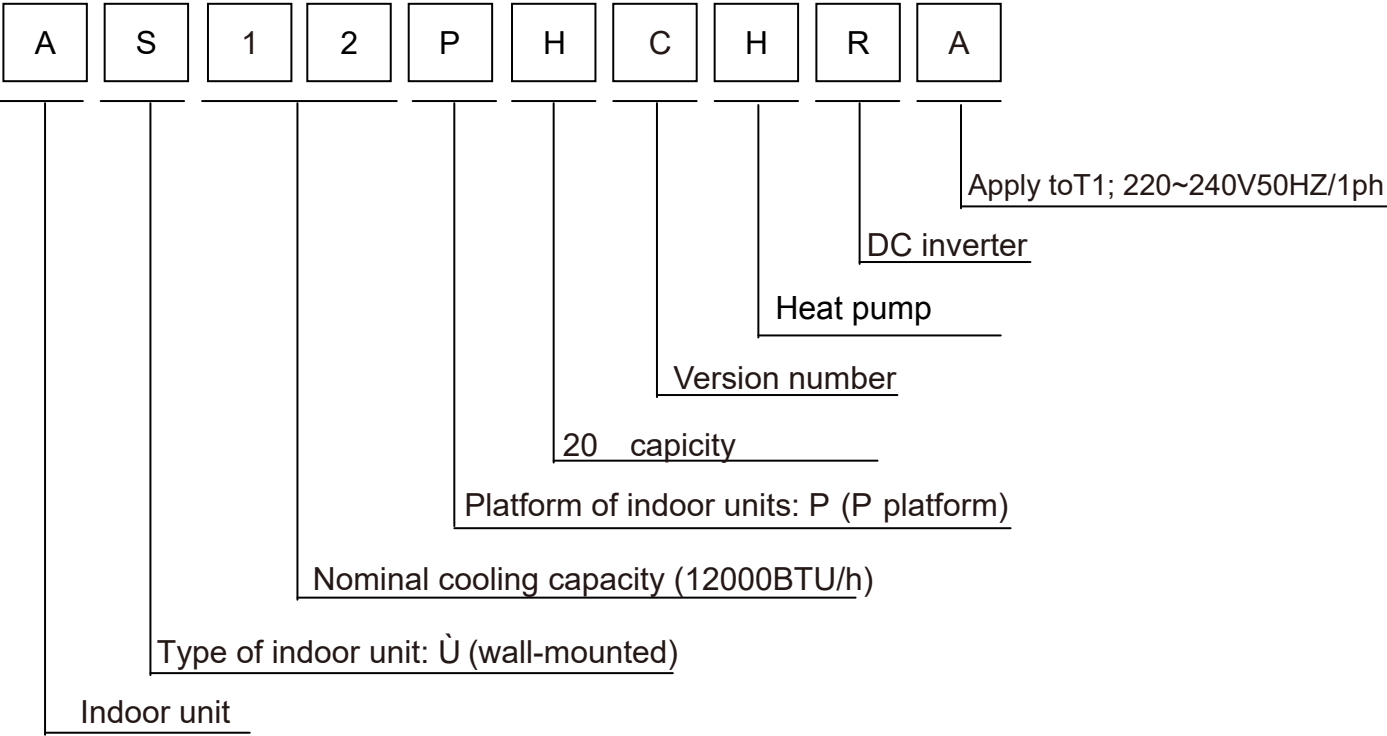 A S 1 2 P H C H R A
Apply toT1; 220~240V50HZ/1ph
DC inverter
Heat pump
Version number
20 capicity
Platform of indoor units: P (P platform)
Nominal cooling capacity (12000BTU/h)
Type of indoor unit: Ù (wall-mounted)
Indoor unit